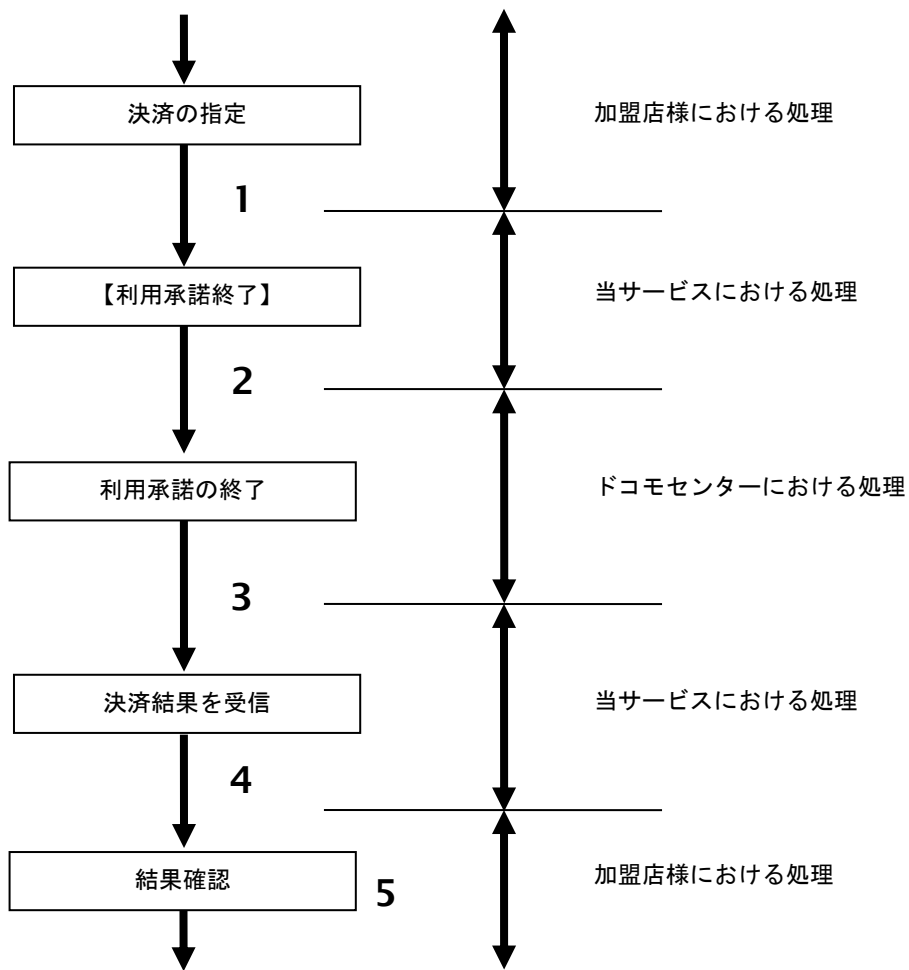 決済の指定
加盟店様における処理
1
【利用承諾終了】
当サービスにおける処理
2
利用承諾の終了
ドコモセンターにおける処理
3
決済結果を受信
当サービスにおける処理
4
結果確認
5
加盟店様における処理